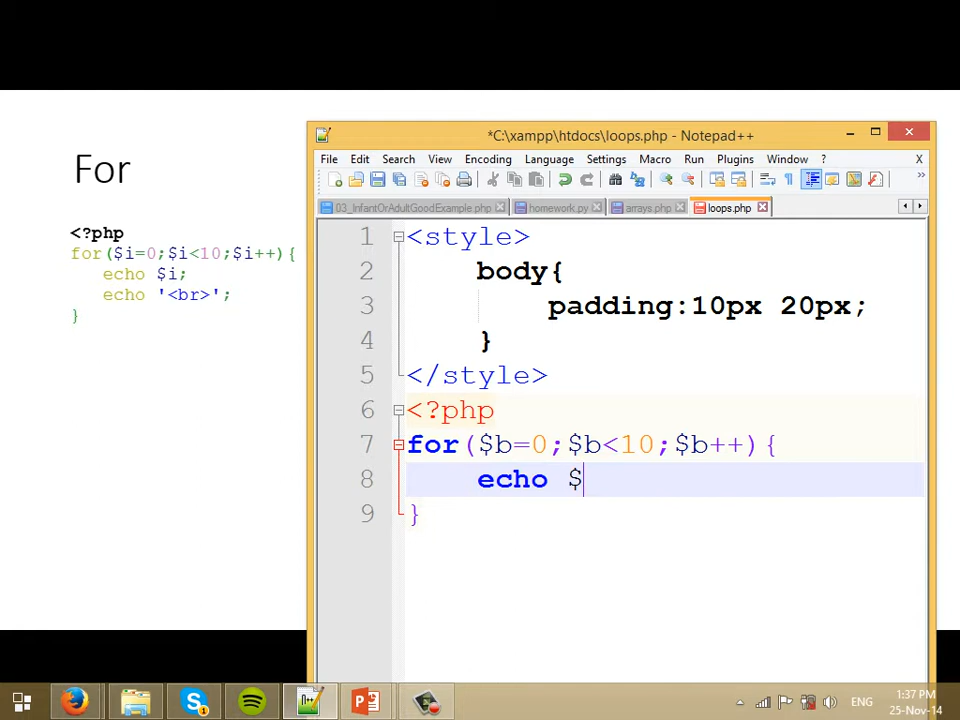 For
<?php
for($i=0;$i<10;$i++){
echo $i;
echo '<br>';
}
*C:\xampp\htdocs\loops.php - Notepad++
File Edit Search View Encoding Language Settings Macro Run Plugins Window ? X
03_InfantOrAdultGoodExample.php homework.py arrays.php loops.php
1 <style>
2 body{
3 padding:10px 20px;
4 }
5 </style>
6 <?php
7 for($b=0;$b<10;$b++){
8 echo $
9 }
ENG
1:37 PM
25-Nov-14